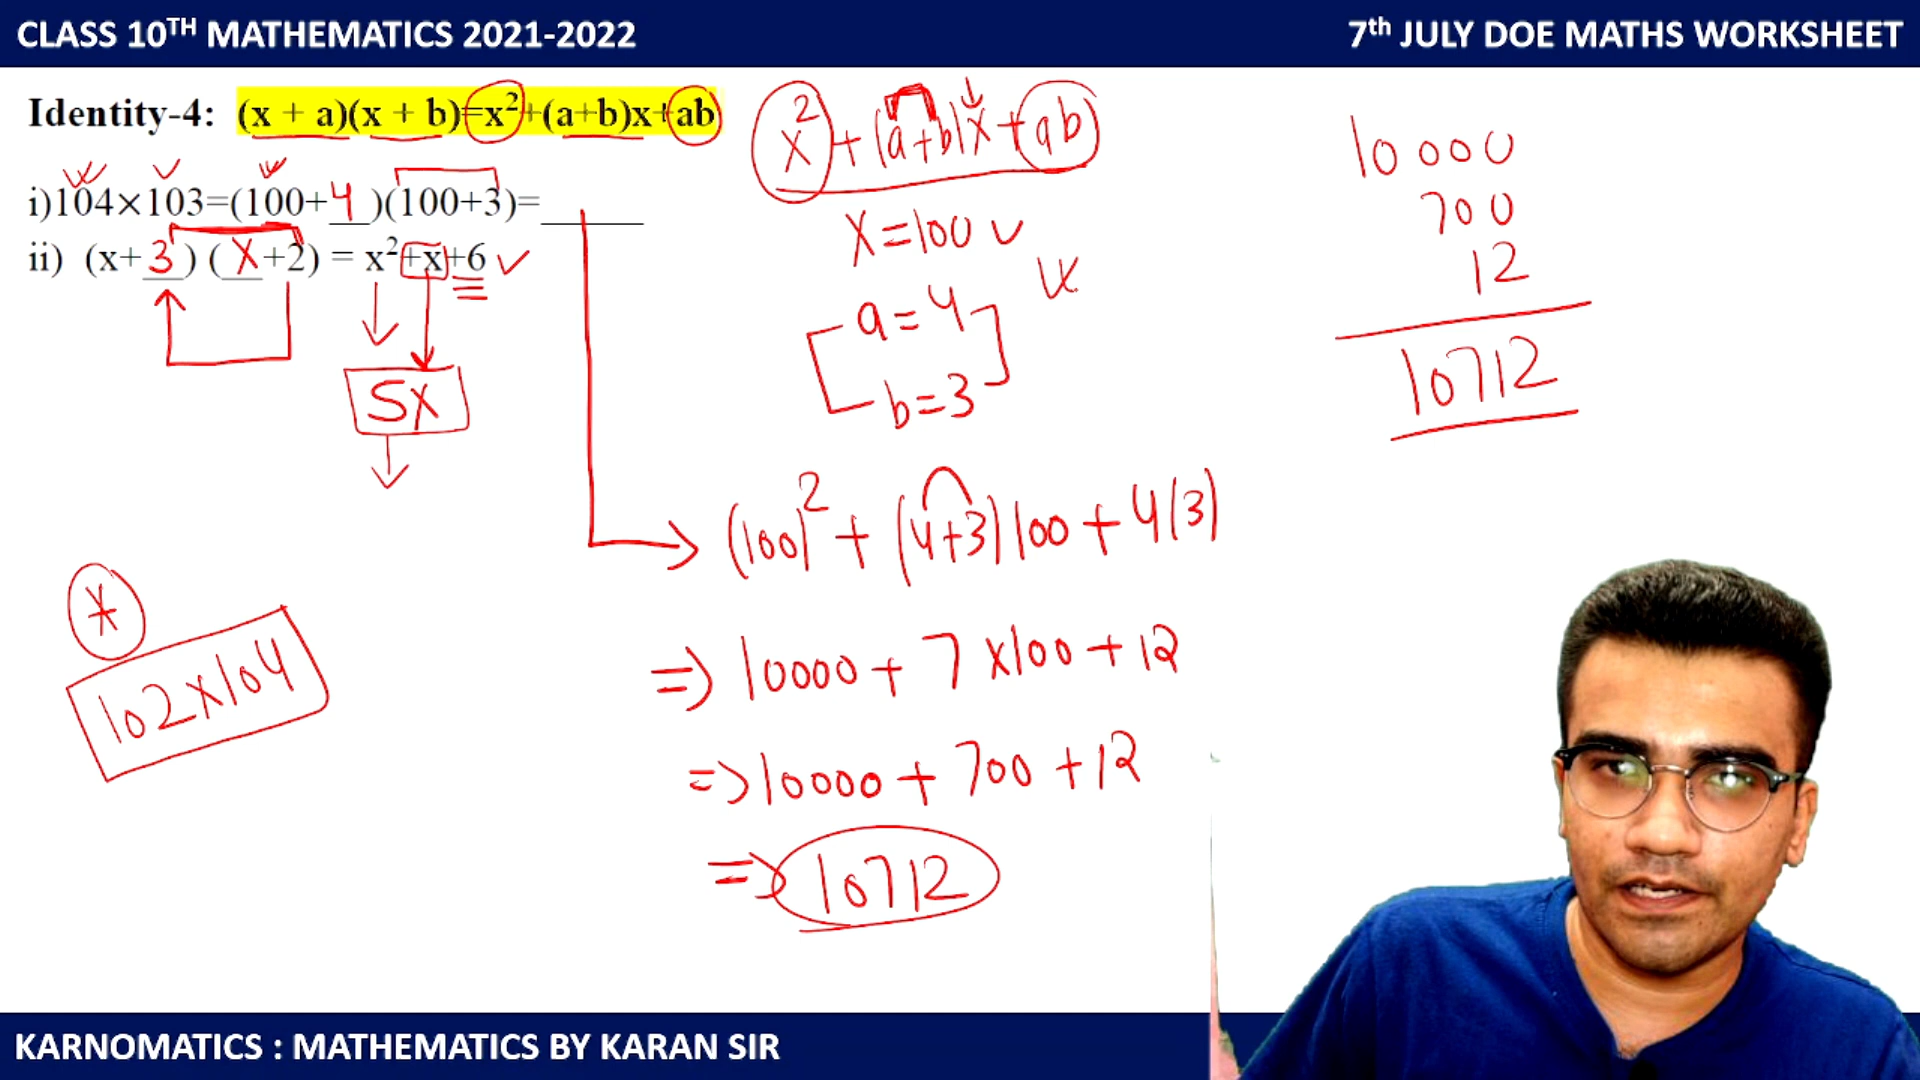 CLASS 10TH MATHEMATICS 2021-2022
7th JULY DOE MATHS WORKSHEET
Identity-4: (x + a)(x + b)=x²+(a+b)x+ab
x² + (a+b)x + ab
i)104×103=(100+ 4 )(100+3)=______
ii) (x+ 3 ) ( x +2) = x²+x+6
5x
x=100
a=4
b=3
10000
700
12
10712
(100)² + (4+3)100 + 4(3)
=> 10000 + 7 x100 + 12
=> 10000 + 700 + 12
=> 10712
*
102x104
KARNOMATICS : MATHEMATICS BY KARAN SIR